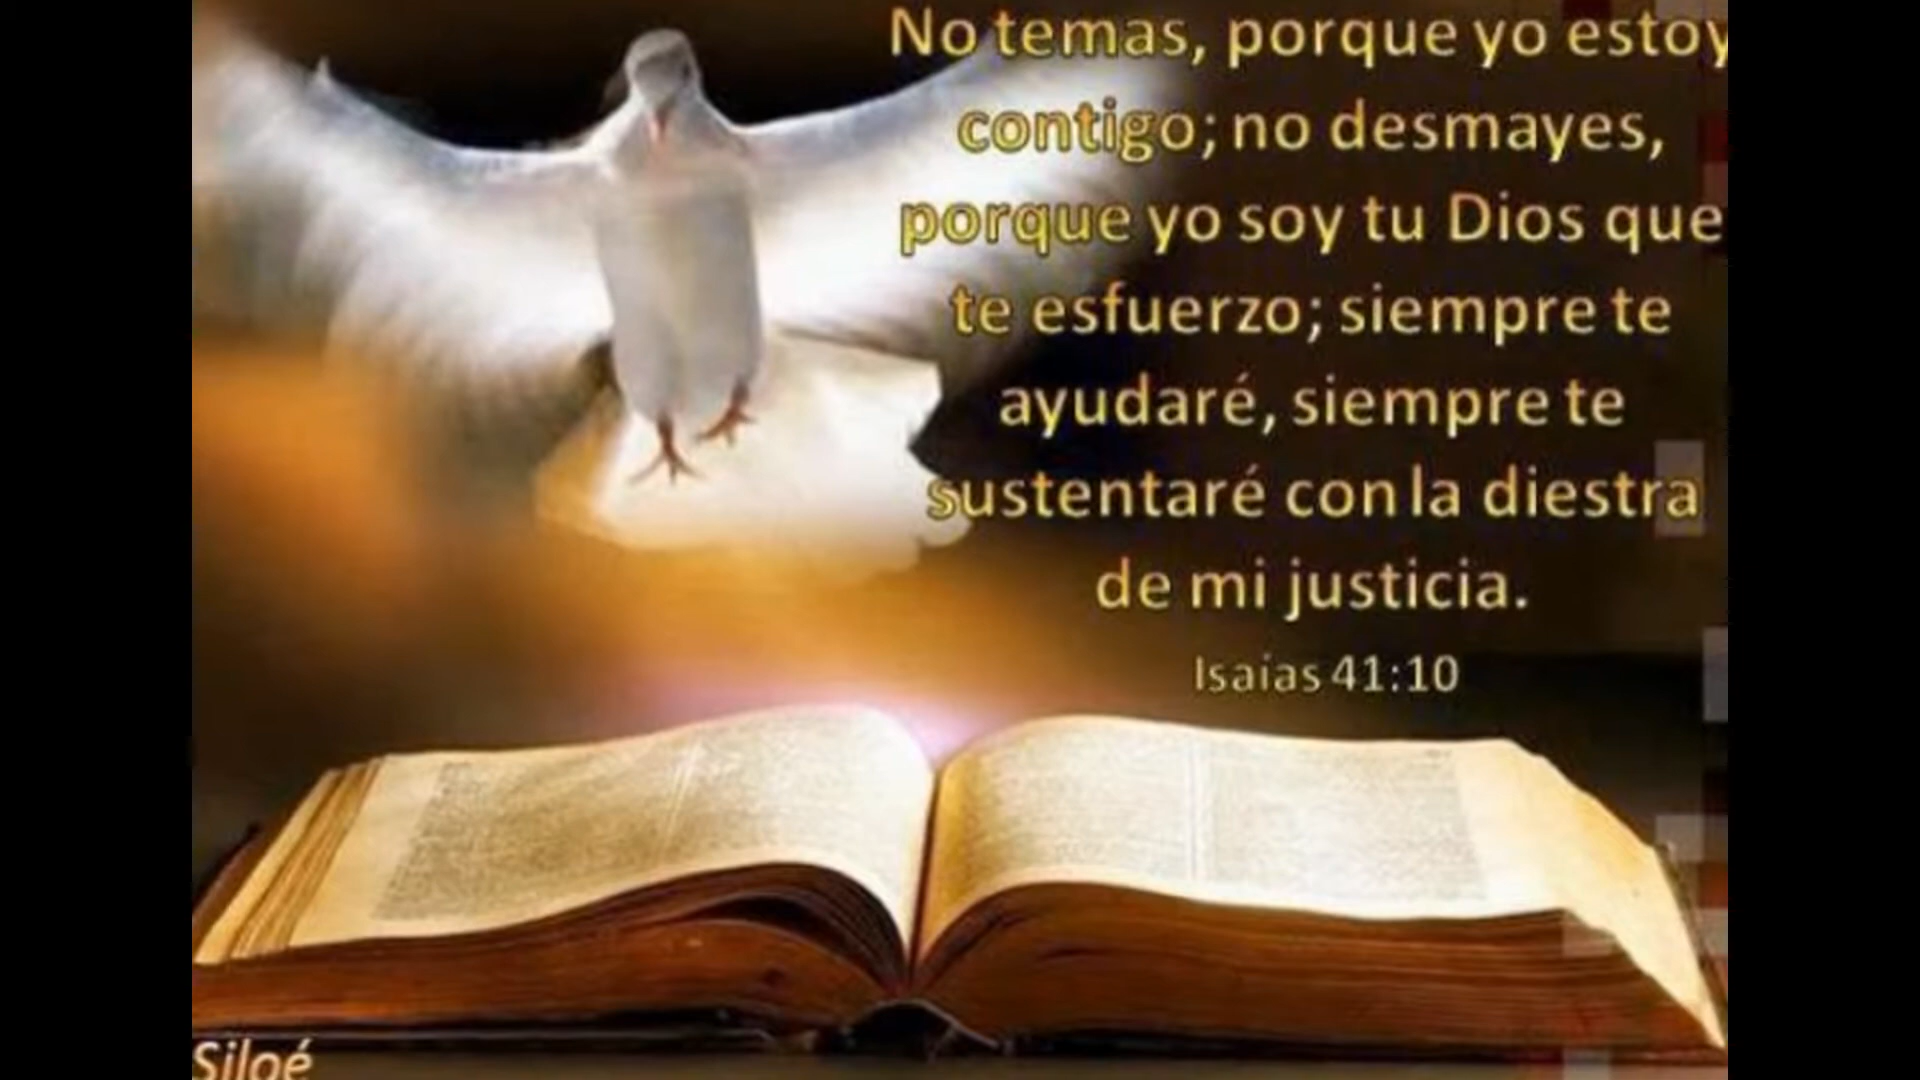 No temas, porque yo estoy
contigo; no desmayes,
porque yo soy tu Dios que
te esfuerzo; siempre te
ayudaré, siempre te
sustentaré con la diestra
de mi justicia.
Isaias 41:10
Siloé